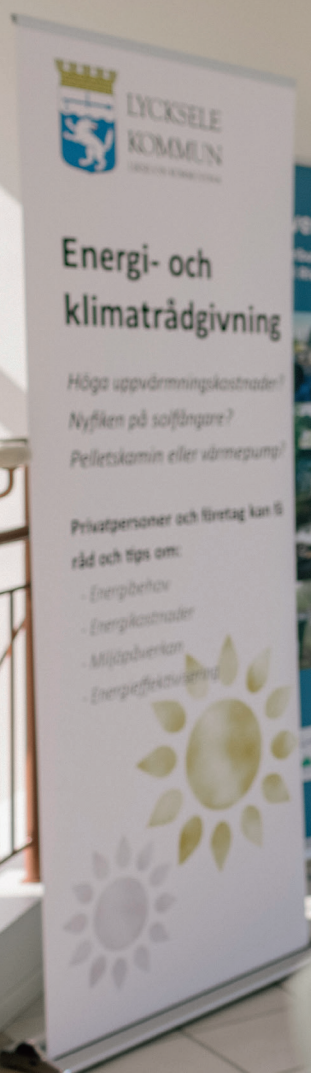 LYCKSELE
KOMMUN
Energi- och
klimatrådgivning
Höga uppvärmningskostnader?
Nyfiken på solfångare?
Pelletskamin eller värmepump?
Privatpersoner och företag kan få
råd och tips om:
- Energibehov
- Energikostnader
- Miljöpåverkan
- Energieffektivisering